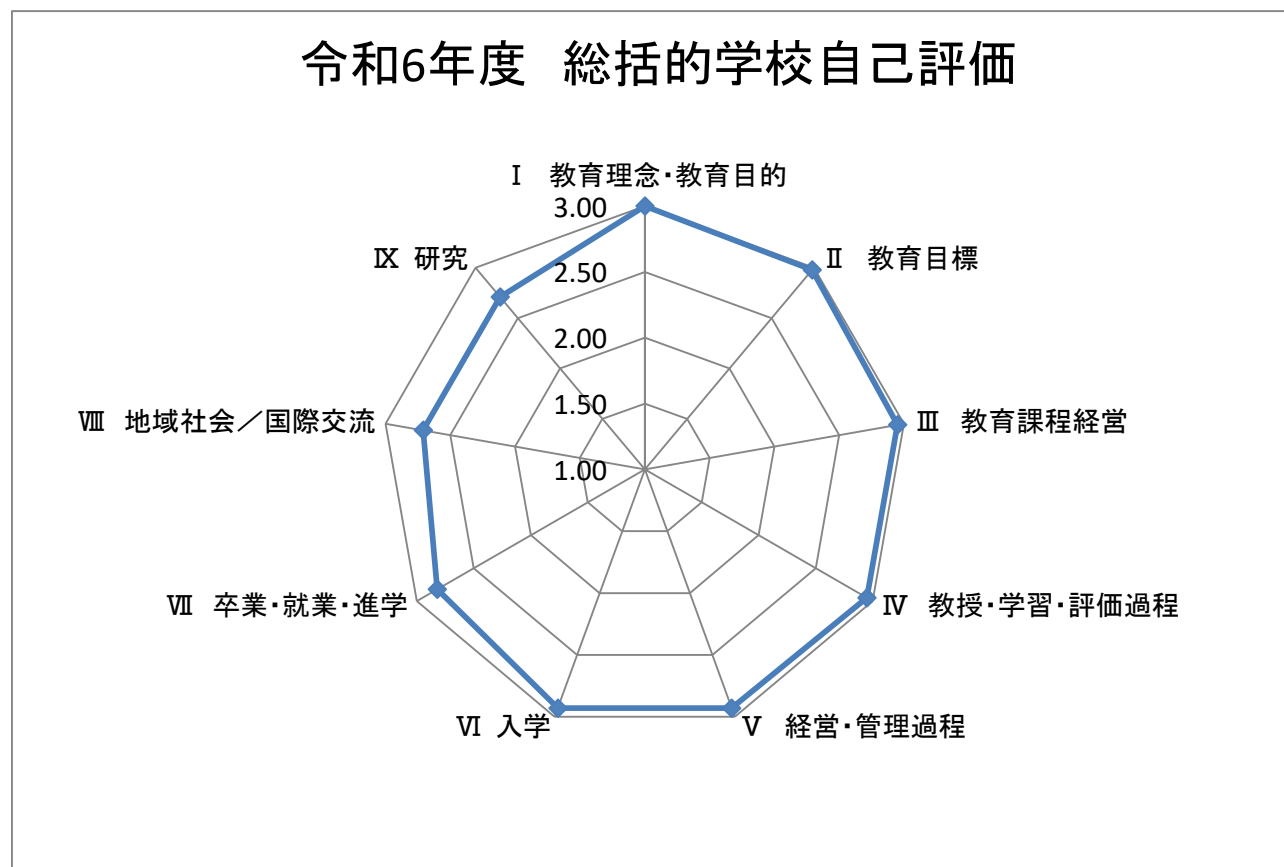 令和6年度　総括的学校自己評価
Ⅰ　教育理念・教育目的
3.00
2.50
2.00
1.50
1.00
Ⅱ　教育目標
Ⅲ　教育課程経営
Ⅳ　教授・学習・評価過程
Ⅴ　経営・管理過程
Ⅵ 入学
Ⅶ 卒業・就業・進学
Ⅷ 地域社会／国際交流
Ⅸ 研究